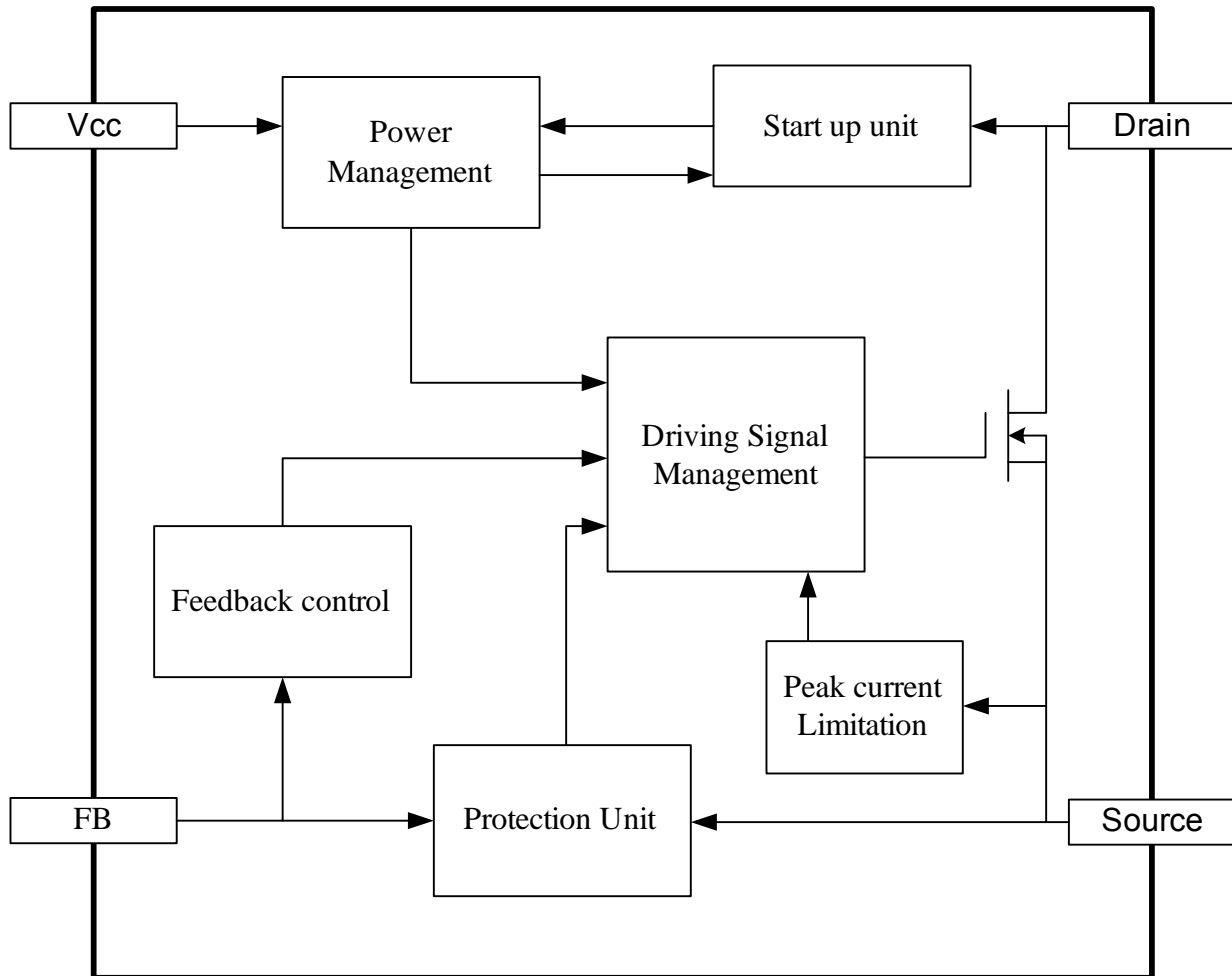 Vcc
Power
Management
Start up unit
Drain
Driving Signal
Management
Feedback control
Peak current
Limitation
FB
Protection Unit
Source